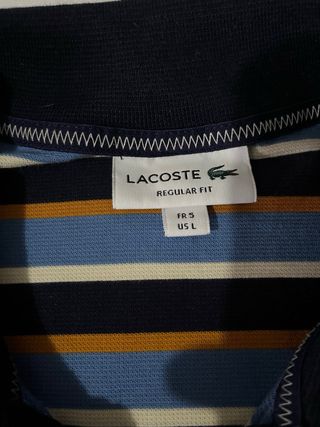 LACOSTE
REGULAR FIT
FR 5
US L